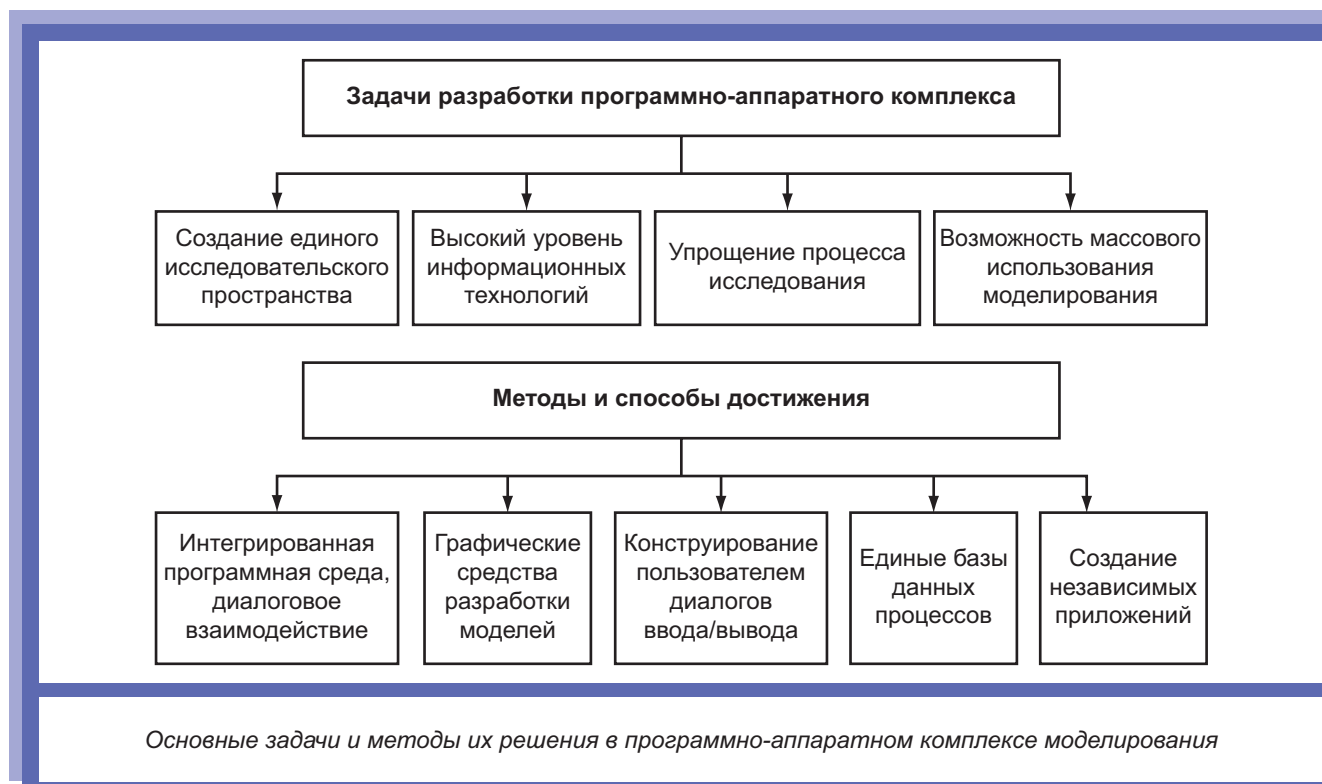 Задачи разработки программно-аппаратного комплекса
Создание единого
исследовательского
пространства
Высокий уровень
информационных
технологий
Упрощение процесса
исследования
Возможность массового
использования
моделирования
Методы и способы достижения
Интегрированная
программная среда,
диалоговое
взаимодействие
Графические
средства
разработки
моделей
Конструирование
пользователем
диалогов
ввода/вывода
Единые базы
данных
процессов
Создание
независимых
приложений
Основные задачи и методы их решения в программно-аппаратном комплексе моделирования